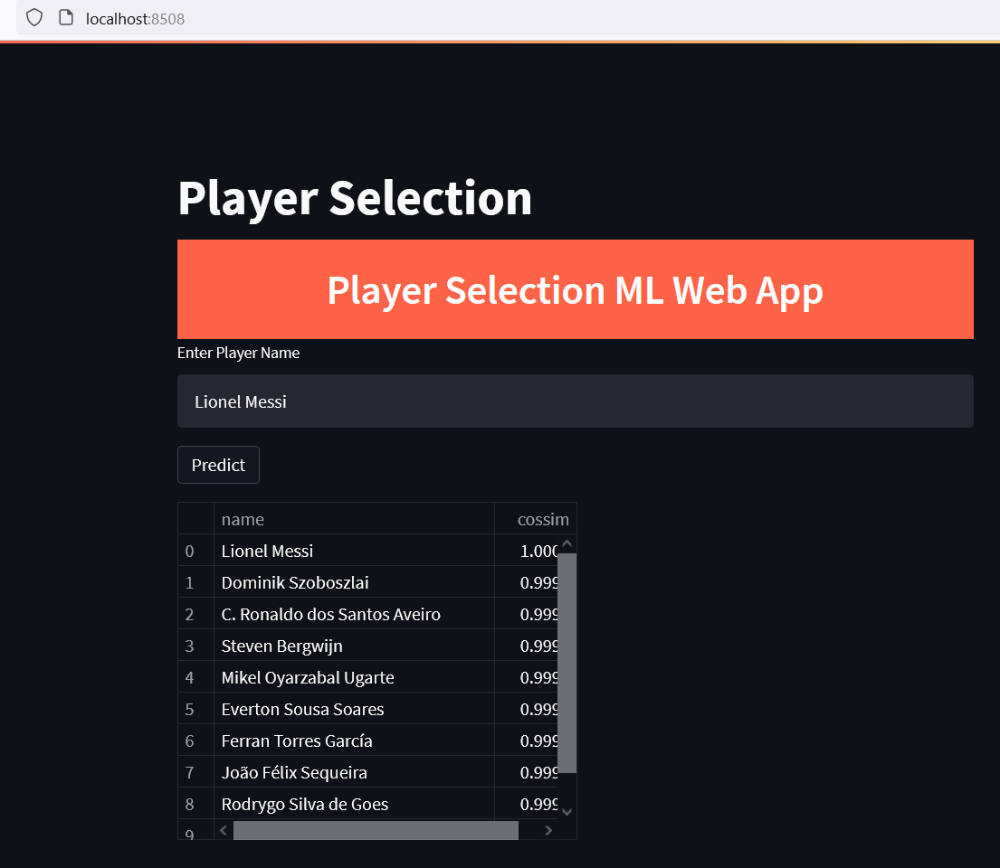 localhost:8508
Player Selection
Player Selection ML Web App
Enter Player Name
Lionel Messi
Predict
name cossim
0 Lionel Messi 1.000
1 Dominik Szoboszlai 0.999
2 C. Ronaldo dos Santos Aveiro 0.999
3 Steven Bergwijn 0.999
4 Mikel Oyarzabal Ugarte 0.999
5 Everton Sousa Soares 0.999
6 Ferran Torres García 0.999
7 João Félix Sequeira 0.999
8 Rodrygo Silva de Goes 0.999
9